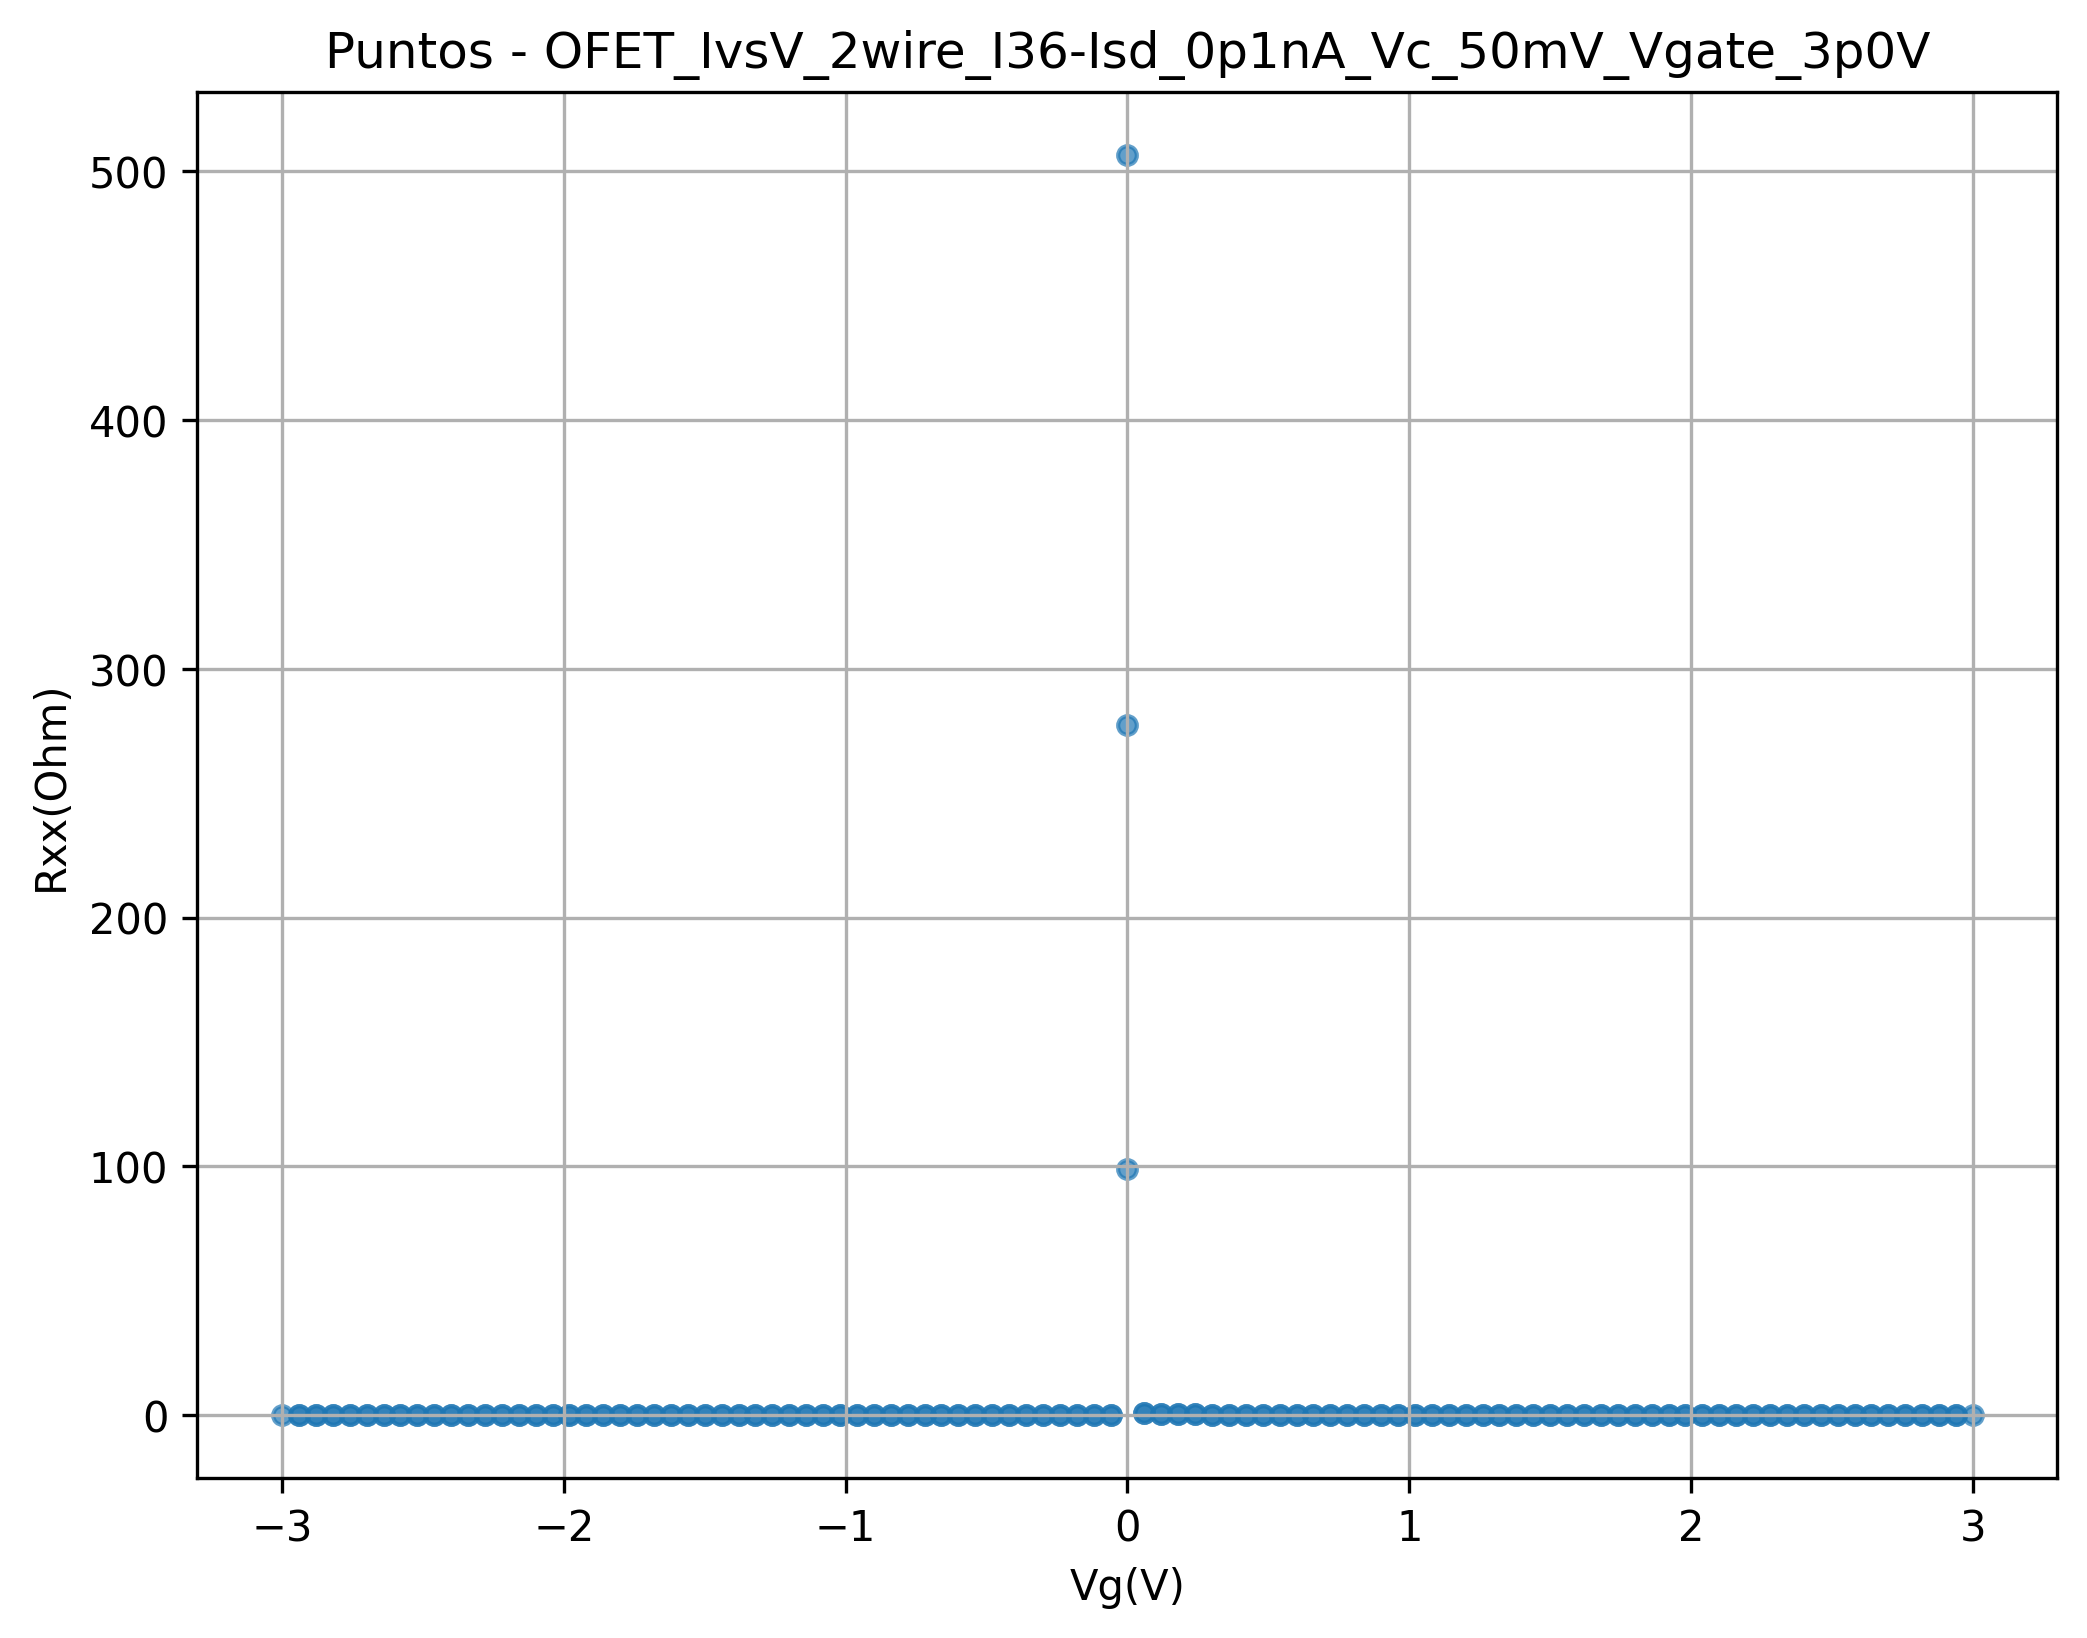 Puntos - OFET_IvsV_2wire_I36-Isd_0p1nA_Vc_50mV_Vgate_3p0V
500
400
300
200
100
0
Rxx(Ohm)
−3 −2 −1 0 1 2 3
Vg(V)